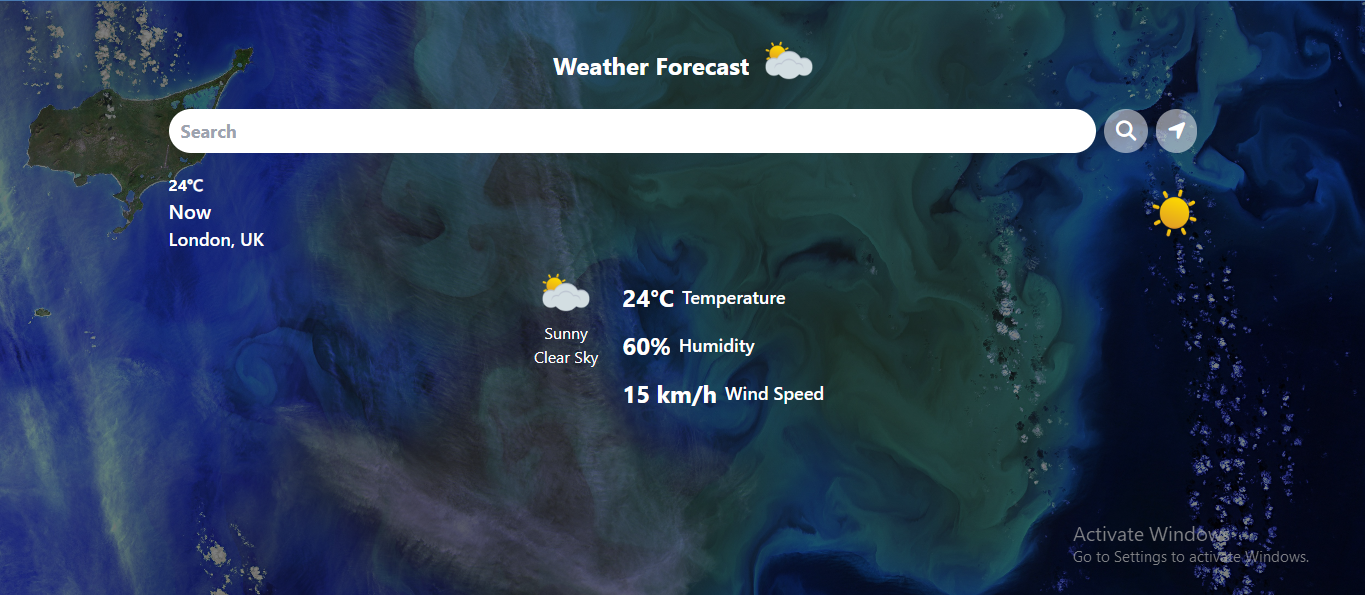 Weather Forecast
Search
24°C
Now
London, UK
Sunny
Clear Sky
24°C Temperature
60% Humidity
15 km/h Wind Speed
Activate Windows
Go to Settings to activate Windows.